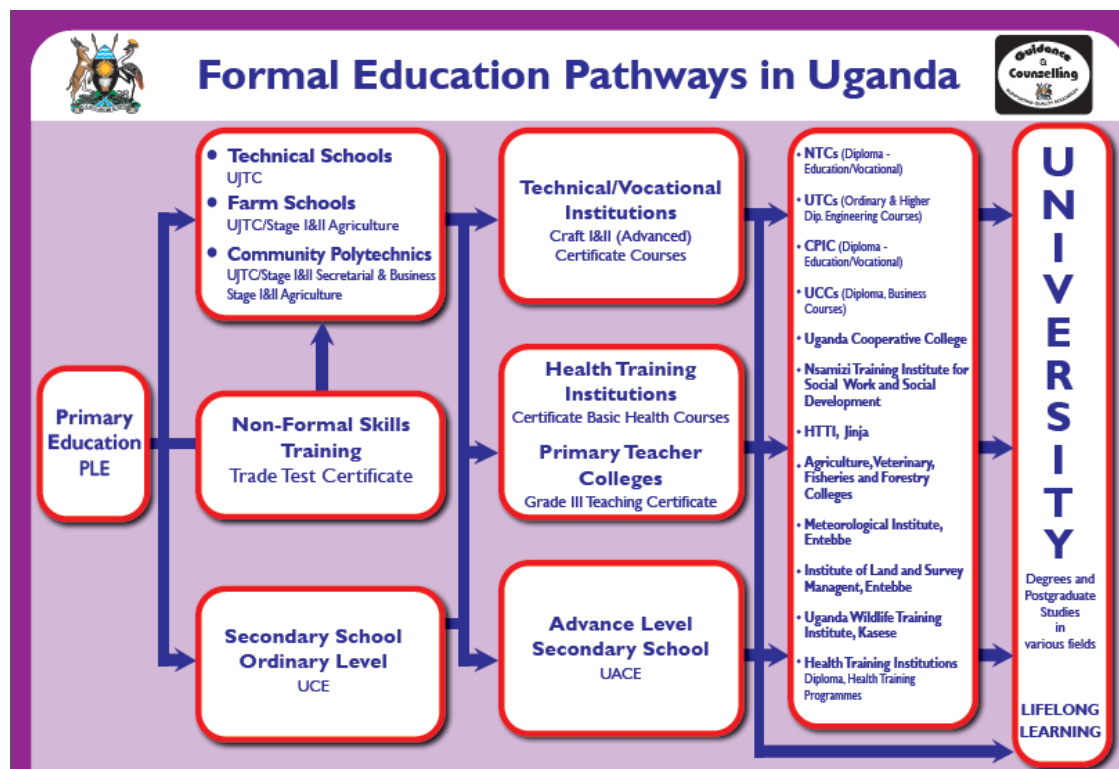 Formal Education Pathways in Uganda
Guidance
&
Counselling
SUPPORTING QUALITY EDUCATION
Primary
Education
PLE
• Technical Schools
UJTC
• Farm Schools
UJTC/Stage I&II Agriculture
• Community Polytechnics
UJTC/Stage I&II Secretarial & Business
Stage I&II Agriculture
Non-Formal Skills
Training
Trade Test Certificate
Secondary School
Ordinary Level
UCE
Technical/Vocational
Institutions
Craft I&II (Advanced)
Certificate Courses
Health Training
Institutions
Certificate Basic Health Courses
Primary Teacher
Colleges
Grade III Teaching Certificate
Advance Level
Secondary School
UACE
• NTCs (Diploma -
Education/Vocational)
• UTCs (Ordinary & Higher
Dip. Engineering Courses)
• CPIC (Diploma -
Education/Vocational)
• UCCs (Diploma, Business
Courses)
• Uganda Cooperative College
• Nsamizi Training Institute for
Social Work and Social
Development
• HTTI, Jinja
• Agriculture, Veterinary,
Fisheries and Forestry
Colleges
• Meteorological Institute,
Entebbe
• Institute of Land and Survey
Managent, Entebbe
• Uganda Wildlife Training
Institute, Kasese
• Health Training Institutions
Diploma, Health Training
Programmes
UNIVERSITY
Degrees and
Postgraduate
Studies
in
various fields
LIFELONG
LEARNING